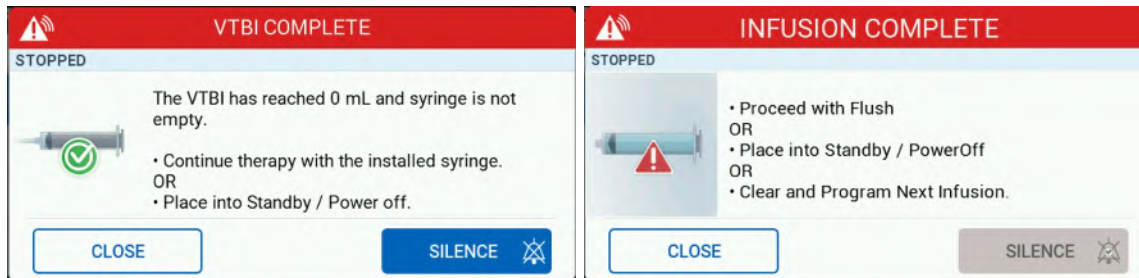 VTBI COMPLETE
STOPPED
The VTBI has reached 0 mL and syringe is not
empty.
• Continue therapy with the installed syringe.
OR
• Place into Standby / Power off.
CLOSE
SILENCE
INFUSION COMPLETE
STOPPED
• Proceed with Flush
OR
• Place into Standby / PowerOff
OR
• Clear and Program Next Infusion.
CLOSE
SILENCE